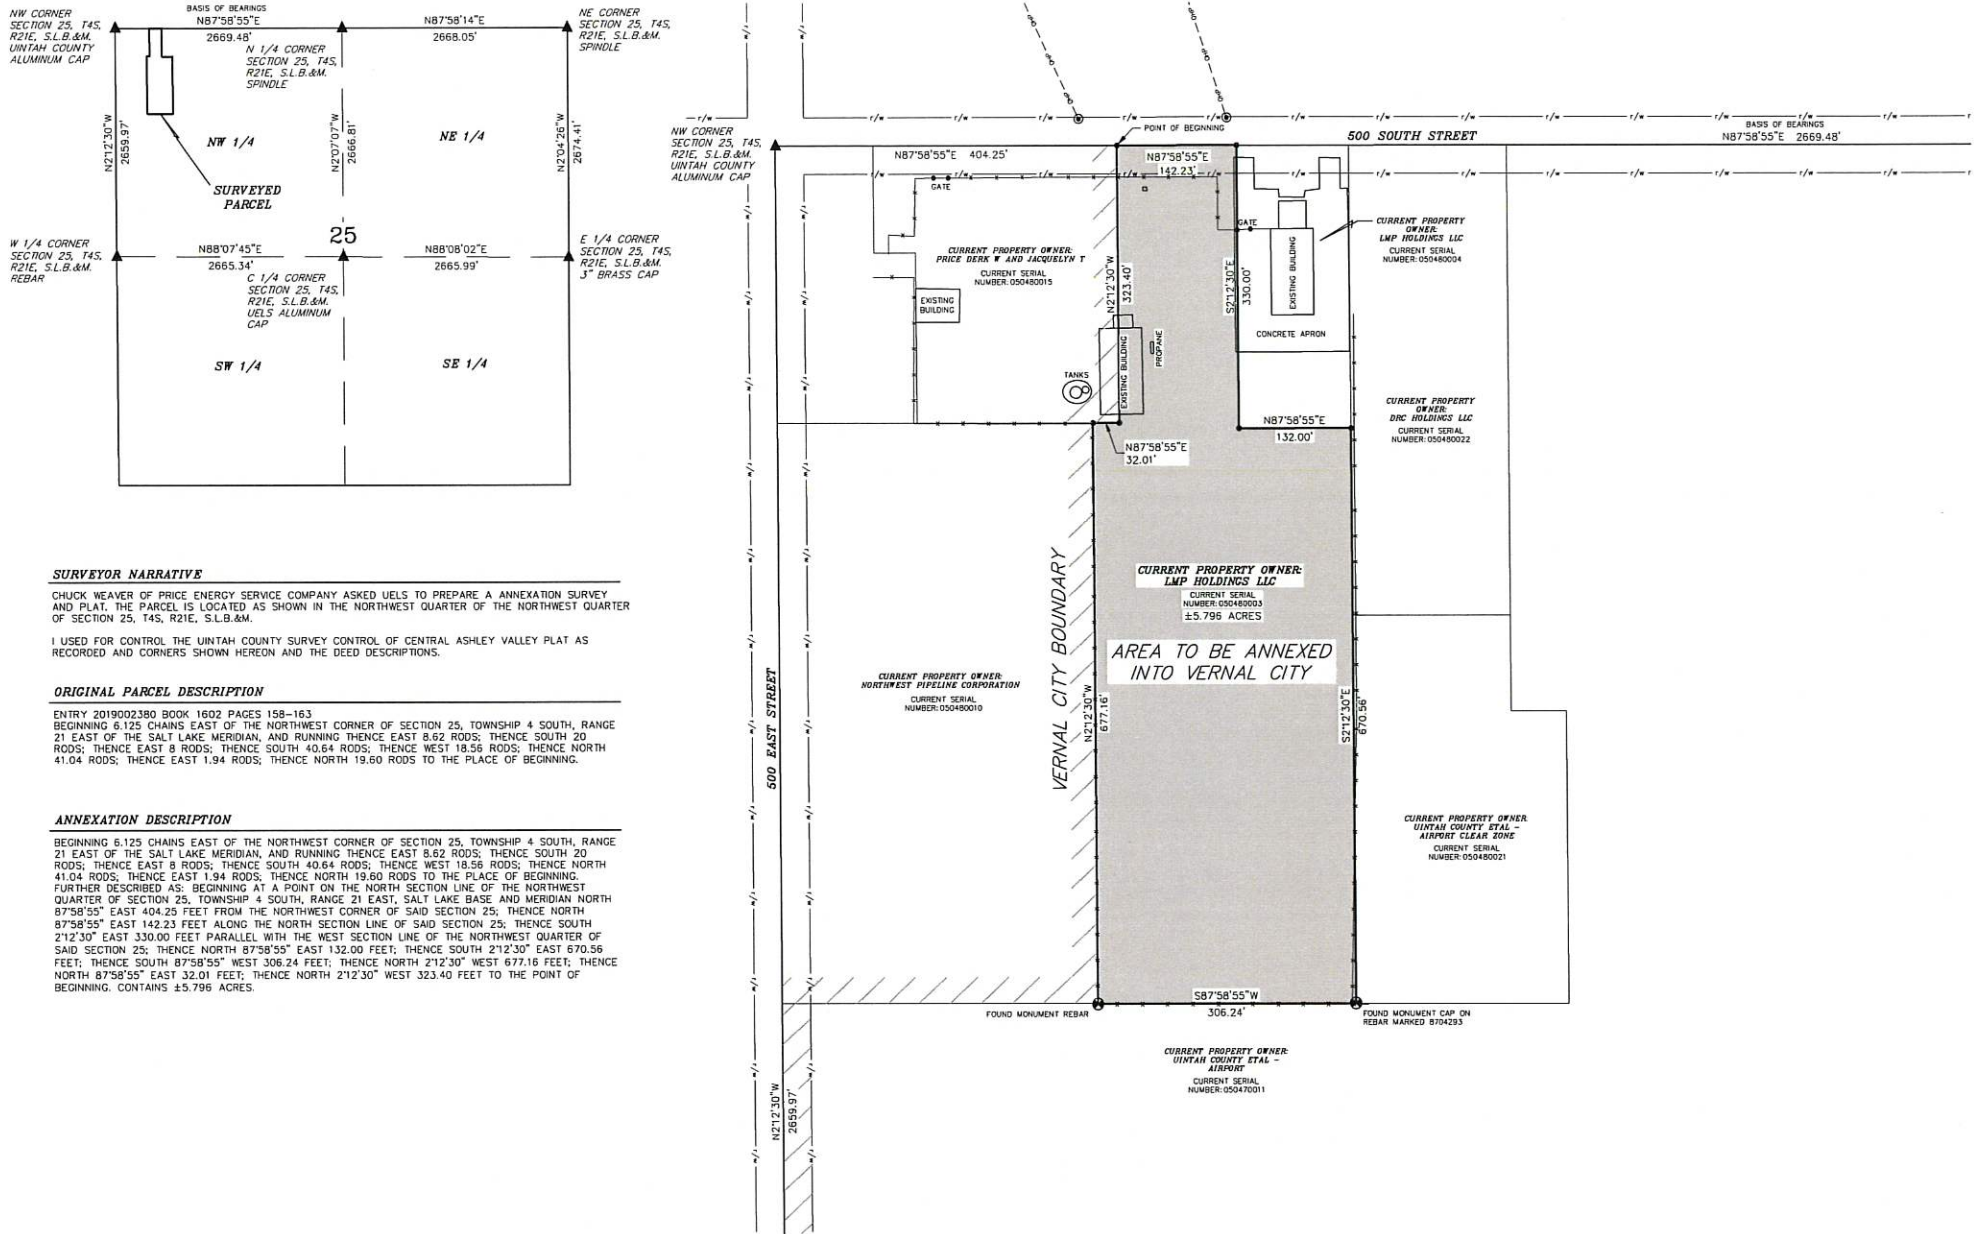 NW CORNER
SECTION 25, T4S,
R21E, S.L.B.&M.
UINTAH COUNTY
ALUMINUM CAP
BASIS OF BEARINGS
N87°58'55"E
2669.48'
N87°58'14"E
2668.05'
NE CORNER
SECTION 25, T4S,
R21E, S.L.B.&M.
SPINDLE
N 1/4 CORNER
SECTION 25, T4S,
R21E, S.L.B.&M.
SPINDLE
N2°12'30"W
2659.97'
NW 1/4
N2°07'07"W
2666.81'
NE 1/4
N2°04'26"W
2674.41'
SURVEYED
PARCEL
25
W 1/4 CORNER
SECTION 25, T4S,
R21E, S.L.B.&M.
REBAR
N88°07'45"E
2665.34'
N88°08'02"E
2665.99'
E 1/4 CORNER
SECTION 25, T4S,
R21E, S.L.B.&M.
3" BRASS CAP
C 1/4 CORNER
SECTION 25, T4S,
R21E, S.L.B.&M.
UELS ALUMINUM
CAP
SW 1/4
SE 1/4
SURVEYOR NARRATIVE
CHUCK WEAVER OF PRICE ENERGY SERVICE COMPANY ASKED UELS TO PREPARE A ANNEXATION SURVEY
AND PLAT. THE PARCEL IS LOCATED AS SHOWN IN THE NORTHWEST QUARTER OF THE NORTHWEST QUARTER
OF SECTION 25, T4S, R21E, S.L.B.&M.
I USED FOR CONTROL THE UINTAH COUNTY SURVEY CONTROL OF CENTRAL ASHLEY VALLEY PLAT AS
RECORDED AND CORNERS SHOWN HEREON AND THE DEED DESCRIPTIONS.
ORIGINAL PARCEL DESCRIPTION
ENTRY 2019002380 BOOK 1602 PAGES 158-163
BEGINNING 6.125 CHAINS EAST OF THE NORTHWEST CORNER OF SECTION 25, TOWNSHIP 4 SOUTH, RANGE
21 EAST OF THE SALT LAKE MERIDIAN, AND RUNNING THENCE EAST 8.62 RODS; THENCE SOUTH 20
RODS; THENCE EAST 8 RODS; THENCE SOUTH 40.64 RODS; THENCE WEST 18.56 RODS; THENCE NORTH
41.04 RODS; THENCE EAST 1.94 RODS; THENCE NORTH 19.60 RODS TO THE PLACE OF BEGINNING.
ANNEXATION DESCRIPTION
BEGINNING 6.125 CHAINS EAST OF THE NORTHWEST CORNER OF SECTION 25, TOWNSHIP 4 SOUTH, RANGE
21 EAST OF THE SALT LAKE MERIDIAN, AND RUNNING THENCE EAST 8.62 RODS; THENCE SOUTH 20
RODS; THENCE EAST 8 RODS; THENCE SOUTH 40.64 RODS; THENCE WEST 18.56 RODS; THENCE NORTH
41.04 RODS; THENCE EAST 1.94 RODS; THENCE NORTH 19.60 RODS TO THE PLACE OF BEGINNING.
FURTHER DESCRIBED AS: BEGINNING AT A POINT ON THE NORTH SECTION LINE OF THE NORTHWEST
QUARTER OF SECTION 25, TOWNSHIP 4 SOUTH, RANGE 21 EAST, SALT LAKE BASE AND MERIDIAN NORTH
87°58'55" EAST 404.25 FEET FROM THE NORTHWEST CORNER OF SAID SECTION 25; THENCE NORTH
87°58'55" EAST 142.23 FEET ALONG THE NORTH SECTION LINE OF SAID SECTION 25; THENCE SOUTH
2°12'30" EAST 330.00 FEET PARALLEL WITH THE WEST SECTION LINE OF THE NORTHWEST QUARTER OF
SAID SECTION 25; THENCE NORTH 87°58'55" EAST 132.00 FEET; THENCE SOUTH 2°12'30" EAST 670.56
FEET; THENCE SOUTH 87°58'55" WEST 306.24 FEET; THENCE NORTH 2°12'30" WEST 677.16 FEET; THENCE
NORTH 87°58'55" EAST 32.01 FEET; THENCE NORTH 2°12'30" WEST 323.40 FEET TO THE POINT OF
BEGINNING. CONTAINS ±5.796 ACRES.
NW CORNER
SECTION 25, T4S,
R21E, S.L.B.&M.
UINTAH COUNTY
ALUMINUM CAP
N87°58'55"E 404.25'
POINT OF BEGINNING
N87°58'55"E
142.23'
500 SOUTH STREET
BASIS OF BEARINGS
N87°58'55"E 2669.48'
GATE
GATE
CURRENT PROPERTY OWNER:
PRICE DERK W AND JACQUELYN T
CURRENT SERIAL
NUMBER: 050480015
N2°12'30"W
323.40'
S2°12'30"E
330.00'
EXISTING BUILDING
CURRENT PROPERTY
OWNER:
LMP HOLDINGS LLC
CURRENT SERIAL
NUMBER: 050480004
EXISTING
BUILDING
CONCRETE APRON
EXISTING BUILDING
PROPANE
TANKS
CURRENT PROPERTY
OWNER:
DRC HOLDINGS LLC
CURRENT SERIAL
NUMBER: 050480022
N87°58'55"E
132.00'
N87°58'55"E
32.01'
VERNAL CITY BOUNDARY
CURRENT PROPERTY OWNER:
LMP HOLDINGS LLC
CURRENT SERIAL
NUMBER: 050480003
±5.796 ACRES
AREA TO BE ANNEXED
INTO VERNAL CITY
500 EAST STREET
CURRENT PROPERTY OWNER:
NORTHWEST PIPELINE CORPORATION
CURRENT SERIAL
NUMBER: 050480010
N2°12'30"W
677.16'
S2°12'30"E
670.56'
CURRENT PROPERTY OWNER
UINTAH COUNTY ETAL -
AIRPORT CLEAR ZONE
CURRENT SERIAL
NUMBER: 050480021
S87°58'55"W
306.24'
FOUND MONUMENT REBAR
FOUND MONUMENT CAP ON
REBAR MARKED 8704293
CURRENT PROPERTY OWNER:
UINTAH COUNTY ETAL -
AIRPORT
CURRENT SERIAL
NUMBER: 050470011
N2°12'30"W
2659.97'